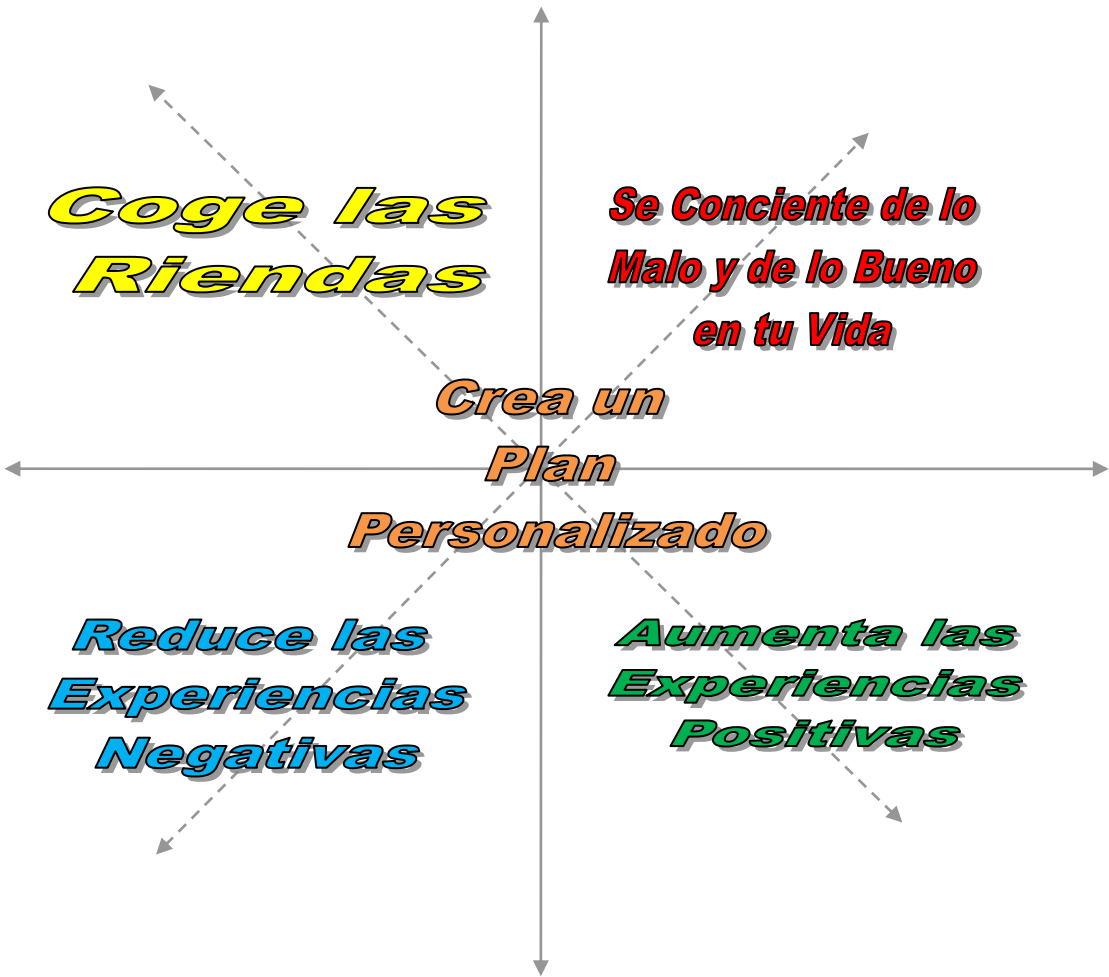 Coge las
Riendas
Se Conciente de lo
Malo y de lo Bueno
en tu Vida
Crea un
Plan
Personalizado
Reduce las
Experiencias
Negativas
Aumenta las
Experiencias
Positivas